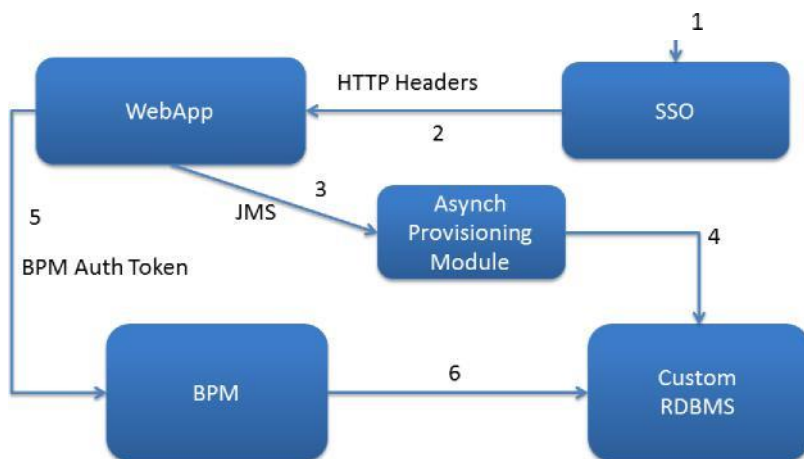 1
HTTP Headers
WebApp
SSO
2
3
JMS
Asynch
Provisioning
Module
4
5
BPM Auth Token
BPM
6
Custom
RDBMS